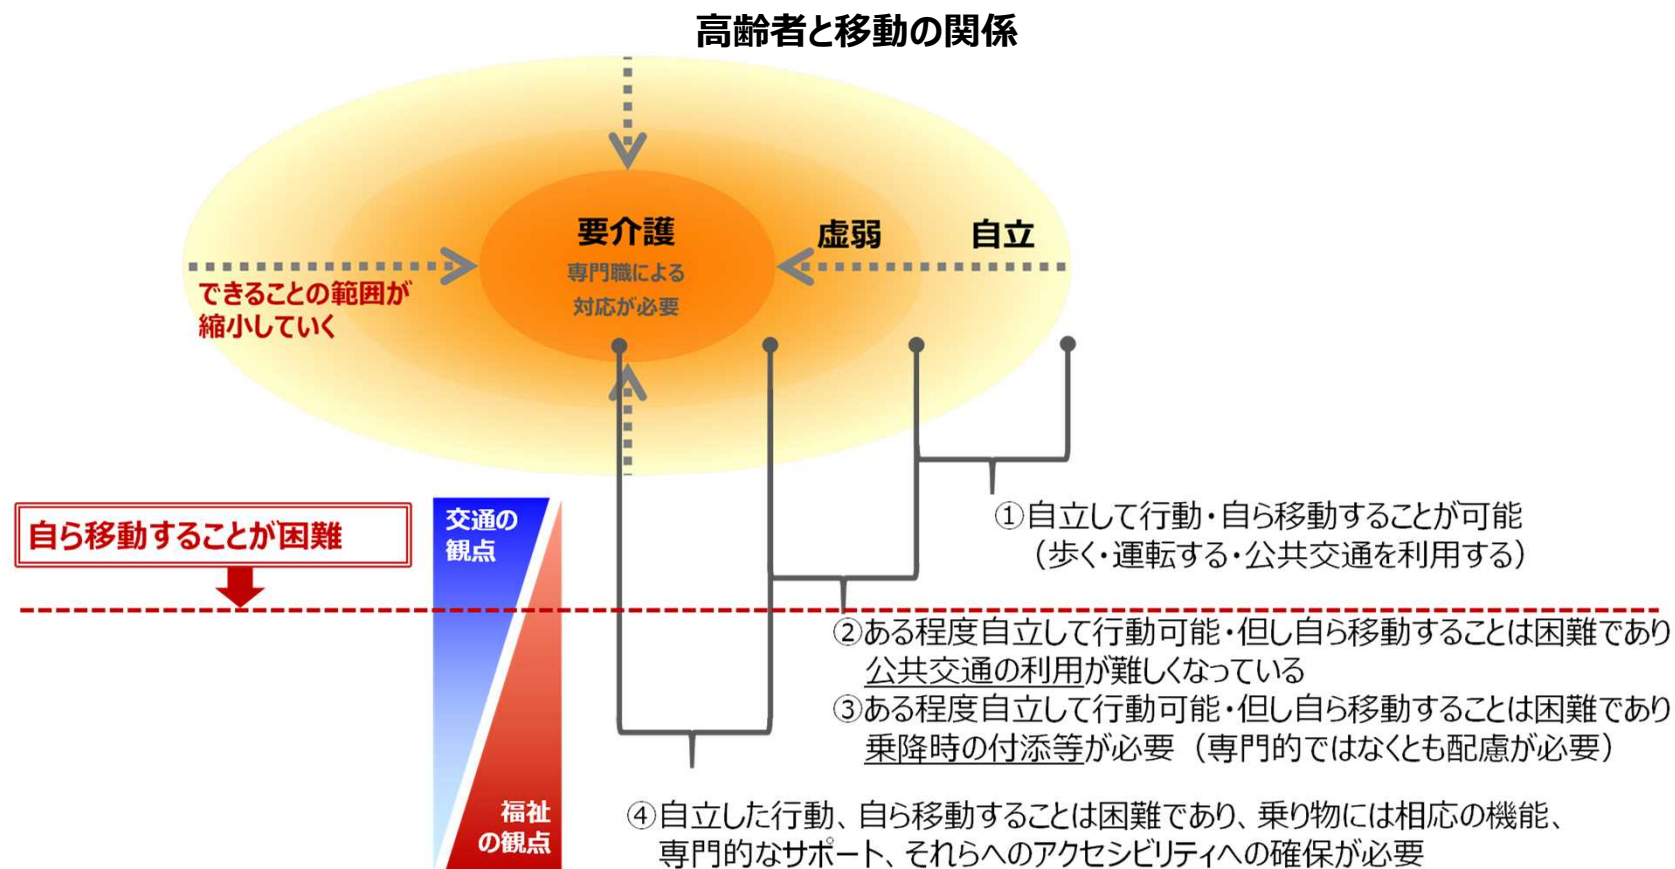 高齢者と移動の関係
要介護
専門職による
対応が必要
虚弱
自立
できることの範囲が
縮小していく
自ら移動することが困難
交通の
観点
福祉
の観点
①自立して行動・自ら移動することが可能
（歩く・運転する・公共交通を利用する）
②ある程度自立して行動可能・但し自ら移動することは困難であり
公共交通の利用が難しくなっている
③ある程度自立して行動可能・但し自ら移動することは困難であり
乗降時の付添等が必要（専門的ではなくとも配慮が必要）
④自立した行動、自ら移動することは困難であり、乗り物には相応の機能、
専門的なサポート、それらへのアクセシビリティへの確保が必要